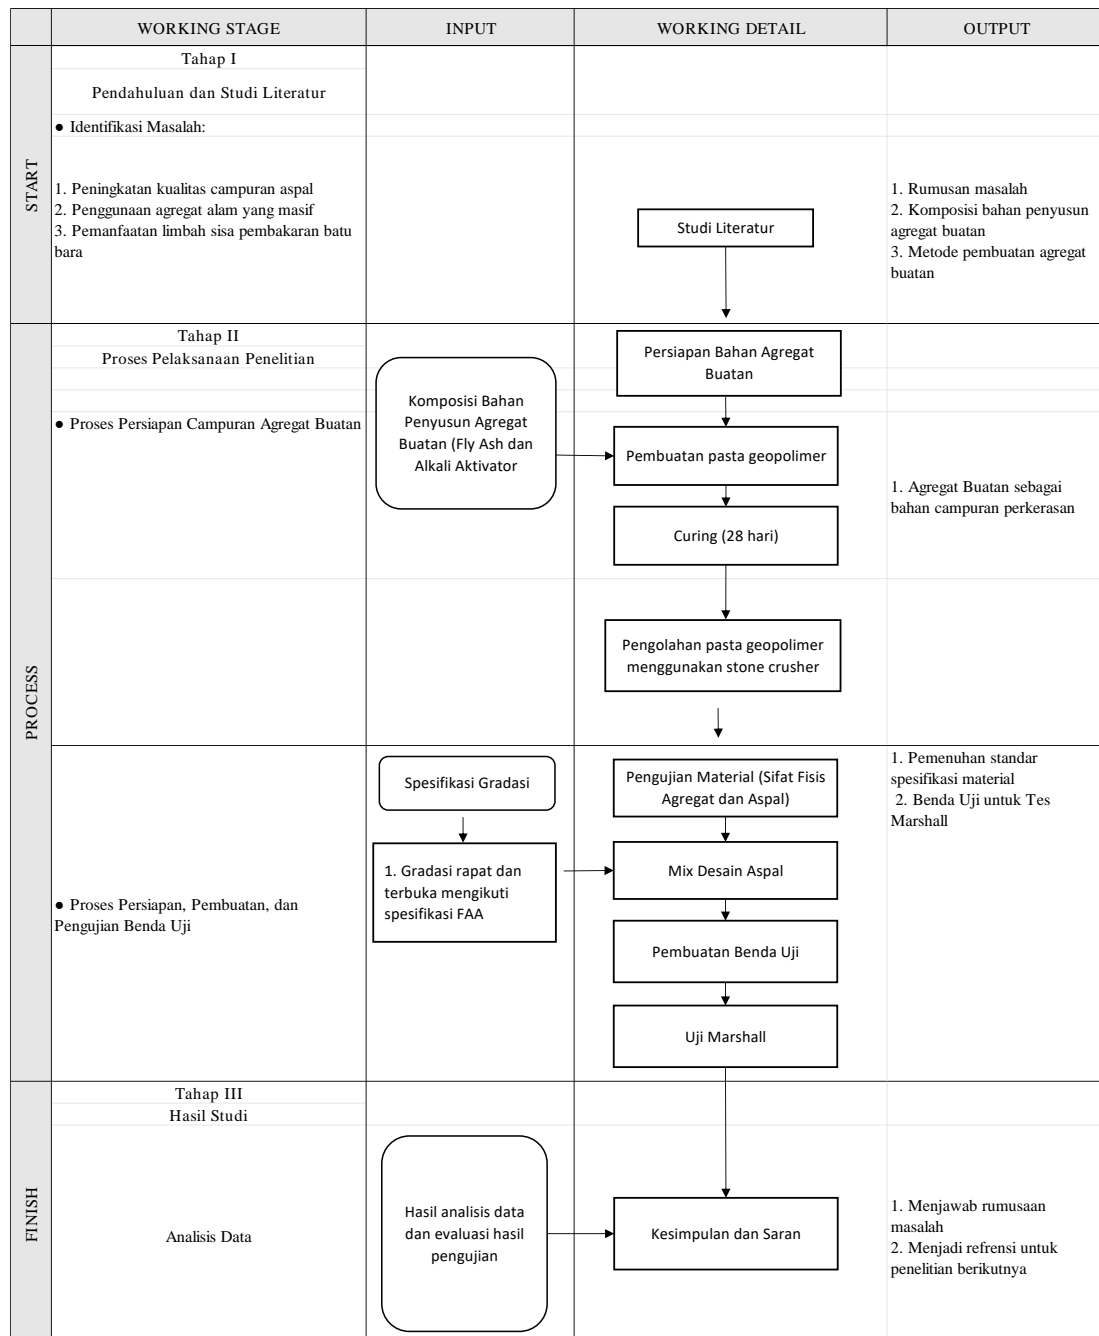 WORKING STAGE
INPUT
WORKING DETAIL
OUTPUT
START
Tahap I
Pendahuluan dan Studi Literatur
● Identifikasi Masalah:
1. Peningkatan kualitas campuran aspal
2. Penggunaan agregat alam yang masif
3. Pemanfaatan limbah sisa pembakaran batu
bara
Studi Literatur
1. Rumusan masalah
2. Komposisi bahan penyusun
agregat buatan
3. Metode pembuatan agregat
buatan
PROCESS
Tahap II
Proses Pelaksanaan Penelitian
● Proses Persiapan Campuran Agregat Buatan
Komposisi Bahan
Penyusun Agregat
Buatan (Fly Ash dan
Alkali Aktivator
Persiapan Bahan Agregat
Buatan
Pembuatan pasta geopolimer
Curing (28 hari)
Pengolahan pasta geopolimer
menggunakan stone crusher
1. Agregat Buatan sebagai
bahan campuran perkerasan
● Proses Persiapan, Pembuatan, dan
Pengujian Benda Uji
Spesifikasi Gradasi
1. Gradasi rapat dan
terbuka mengikuti
spesifikasi FAA
Pengujian Material (Sifat Fisis
Agregat dan Aspal)
Mix Desain Aspal
Pembuatan Benda Uji
Uji Marshall
1. Pemenuhan standar
spesifikasi material
2. Benda Uji untuk Tes
Marshall
FINISH
Tahap III
Hasil Studi
Analisis Data
Hasil analisis data
dan evaluasi hasil
pengujian
Kesimpulan dan Saran
1. Menjawab rumusaan
masalah
2. Menjadi refrensi untuk
penelitian berikutnya